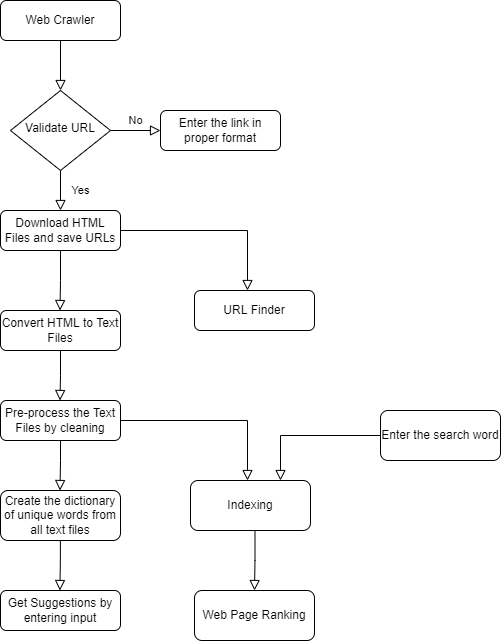 Web Crawler
Validate URL
No
Enter the link in
proper format
Yes
Download HTML
Files and save URLs
URL Finder
Convert HTML to Text
Files
Pre-process the Text
Files by cleaning
Enter the search word
Create the dictionary
of unique words from
all text files
Indexing
Get Suggestions by
entering input
Web Page Ranking